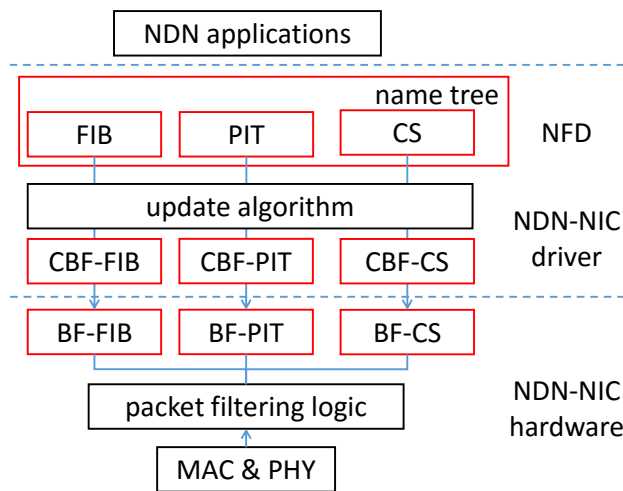 NDN applications
name tree
FIB PIT CS
NFD
update algorithm
NDN-NIC
driver
CBF-FIB CBF-PIT CBF-CS
BF-FIB BF-PIT BF-CS
packet filtering logic
NDN-NIC
hardware
MAC & PHY